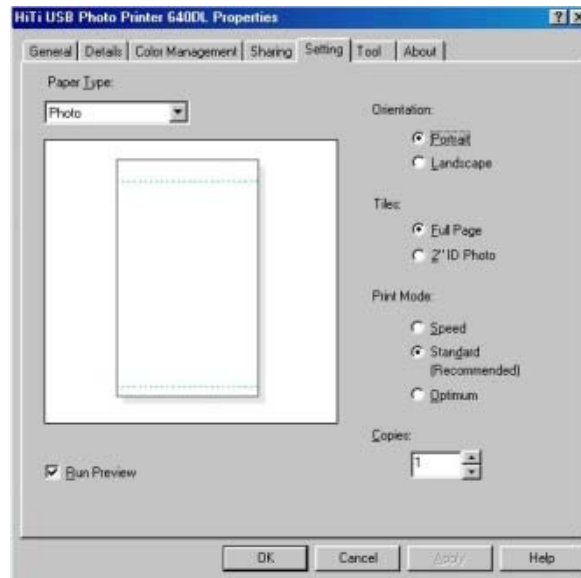 HiTi USB Photo Printer 640DL Properties
General Details Color Management Sharing Setting Tool About
Paper Type:
Photo
Orientation:
Portrait
Landscape
Tiles:
Full Page
2" ID Photo
Print Mode:
Speed
Standard
(Recommended)
Optimum
Copies:
1
Run Preview
OK Cancel Apply Help